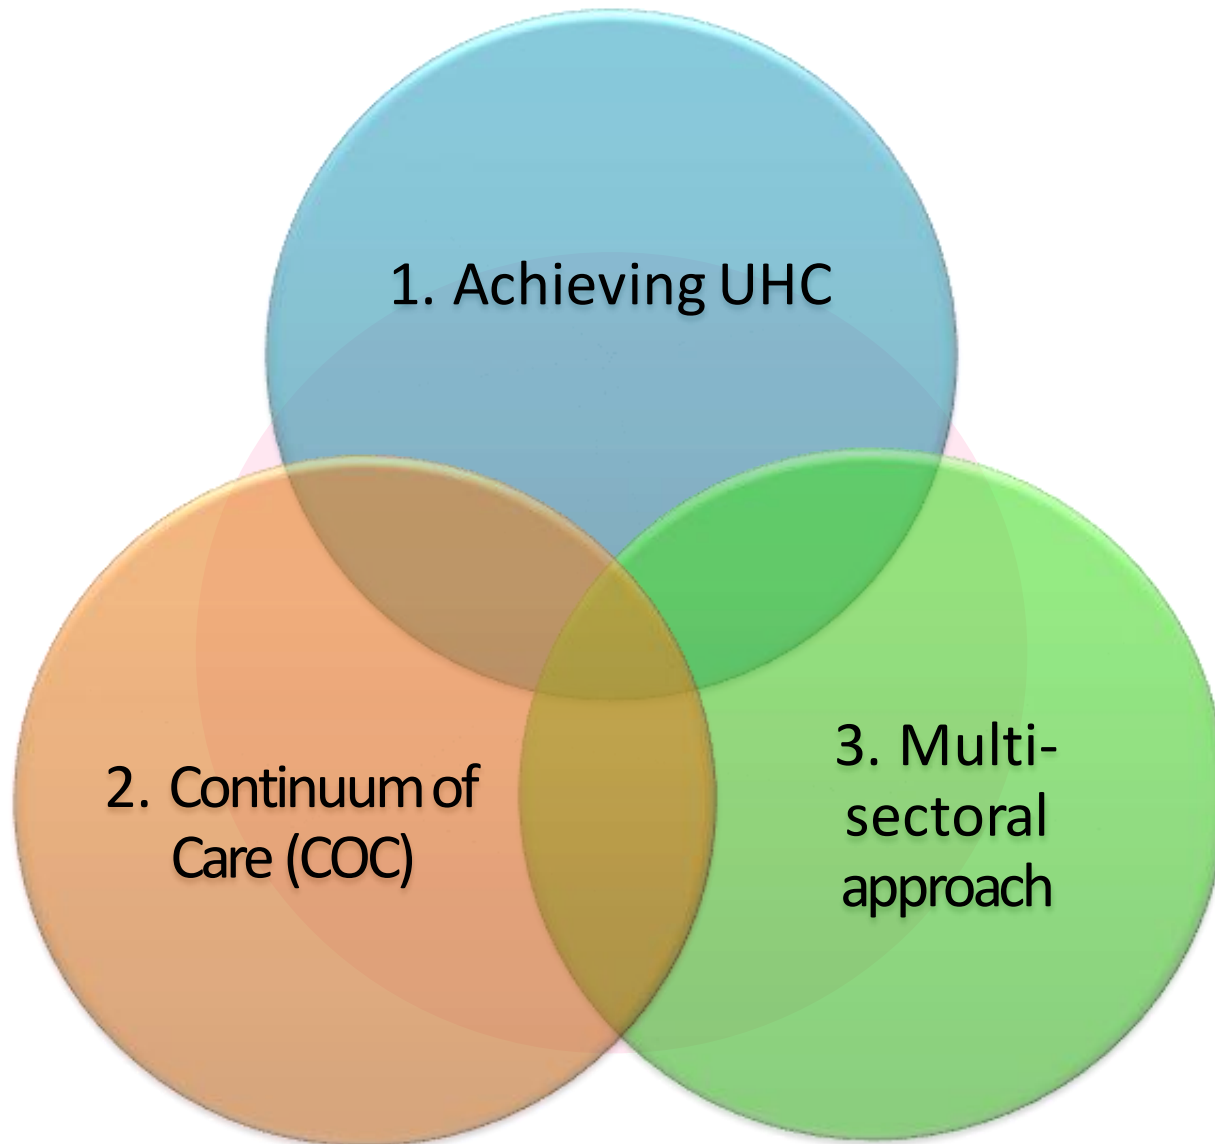 1. Achieving UHC
2. Continuum of
Care (COC)
3. Multi-
sectoral
approach